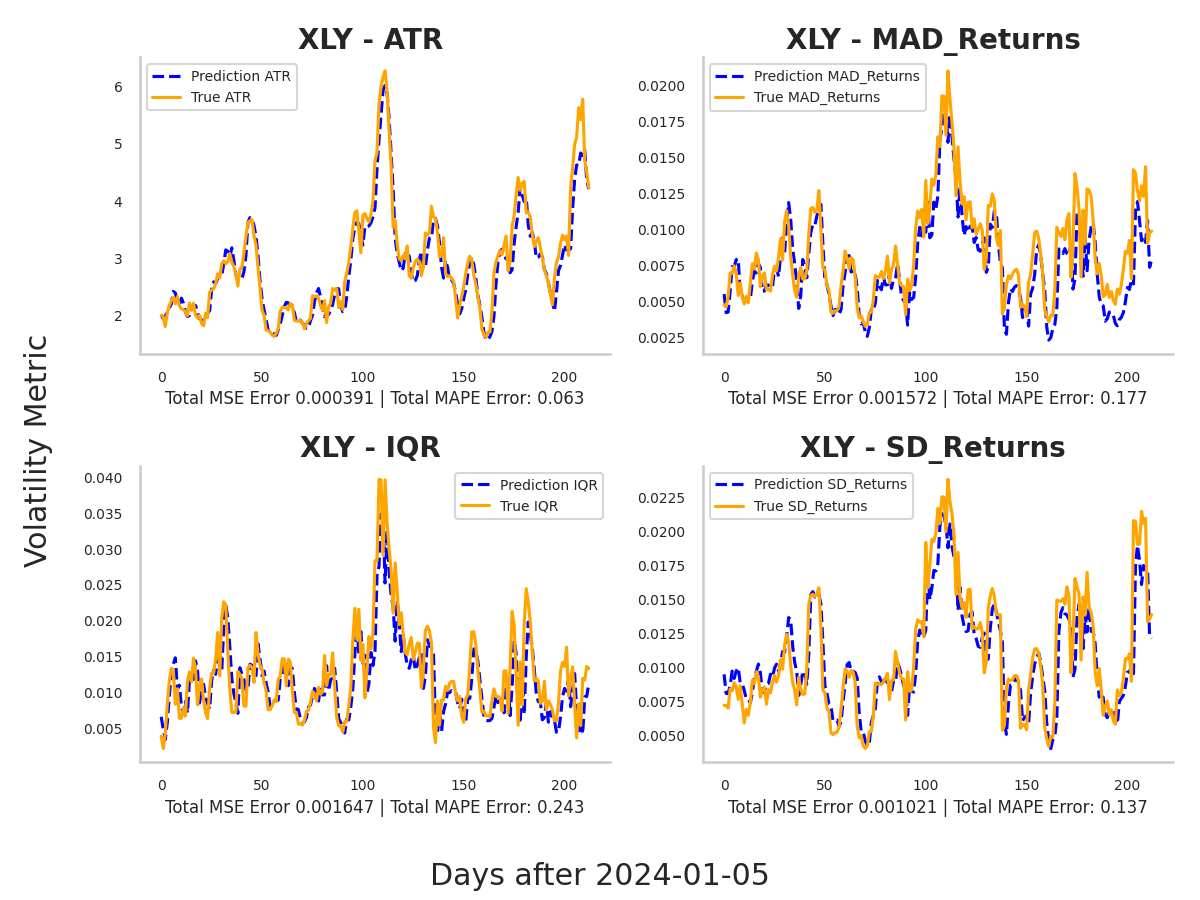 XLY - ATR
Prediction ATR
True ATR
6
5
4
3
2
0 50 100 150 200
Total MSE Error 0.000391 | Total MAPE Error: 0.063
XLY - MAD_Returns
Prediction MAD_Returns
True MAD_Returns
0.0200
0.0175
0.0150
0.0125
0.0100
0.0075
0.0050
0.0025
0 50 100 150 200
Total MSE Error 0.001572 | Total MAPE Error: 0.177
Volatility Metric
XLY - IQR
Prediction IQR
True IQR
0.040
0.035
0.030
0.025
0.020
0.015
0.010
0.005
0 50 100 150 200
Total MSE Error 0.001647 | Total MAPE Error: 0.243
XLY - SD_Returns
Prediction SD_Returns
True SD_Returns
0.0225
0.0200
0.0175
0.0150
0.0125
0.0100
0.0075
0.0050
0 50 100 150 200
Total MSE Error 0.001021 | Total MAPE Error: 0.137
Days after 2024-01-05